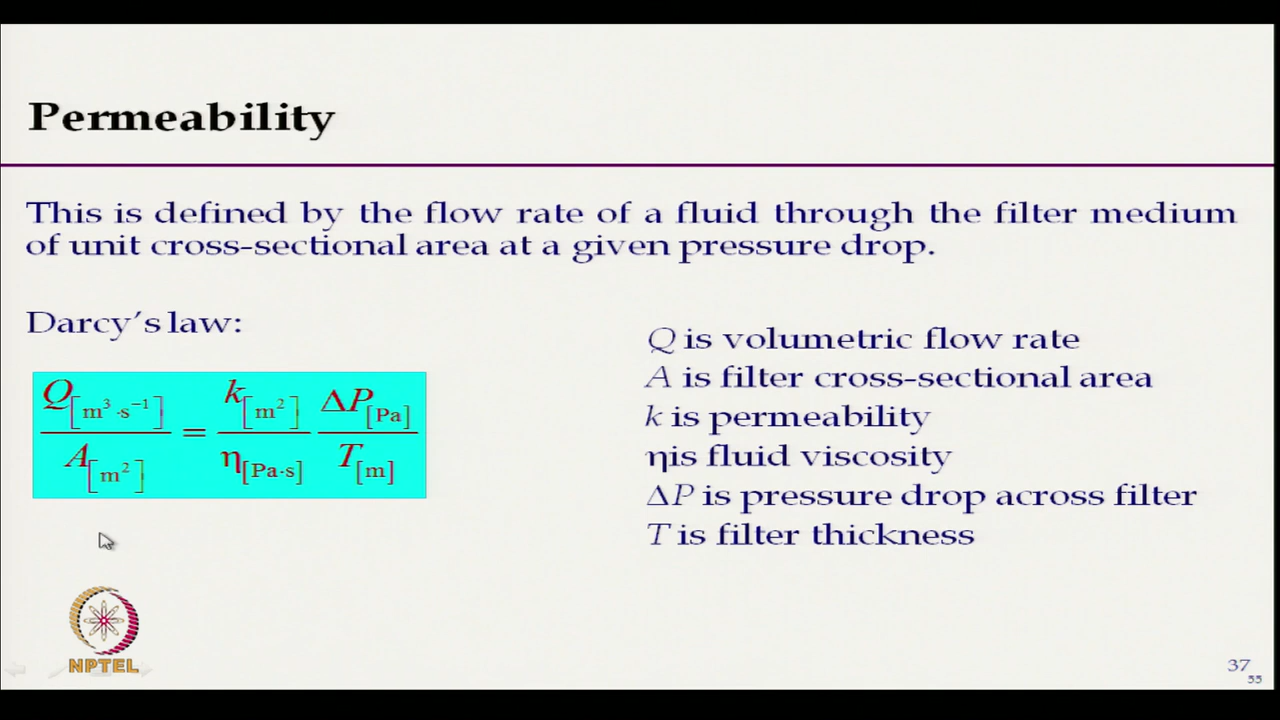 Permeability
This is defined by the flow rate of a fluid through the filter medium
of unit cross-sectional area at a given pressure drop.
Darcy's law:
Q[m³·s⁻¹] / A[m²] = k[m²] / η[Pa·s] ΔP[Pa] / T[m]
Q is volumetric flow rate
A is filter cross-sectional area
k is permeability
ηis fluid viscosity
ΔP is pressure drop across filter
T is filter thickness
NPTEL
37
55